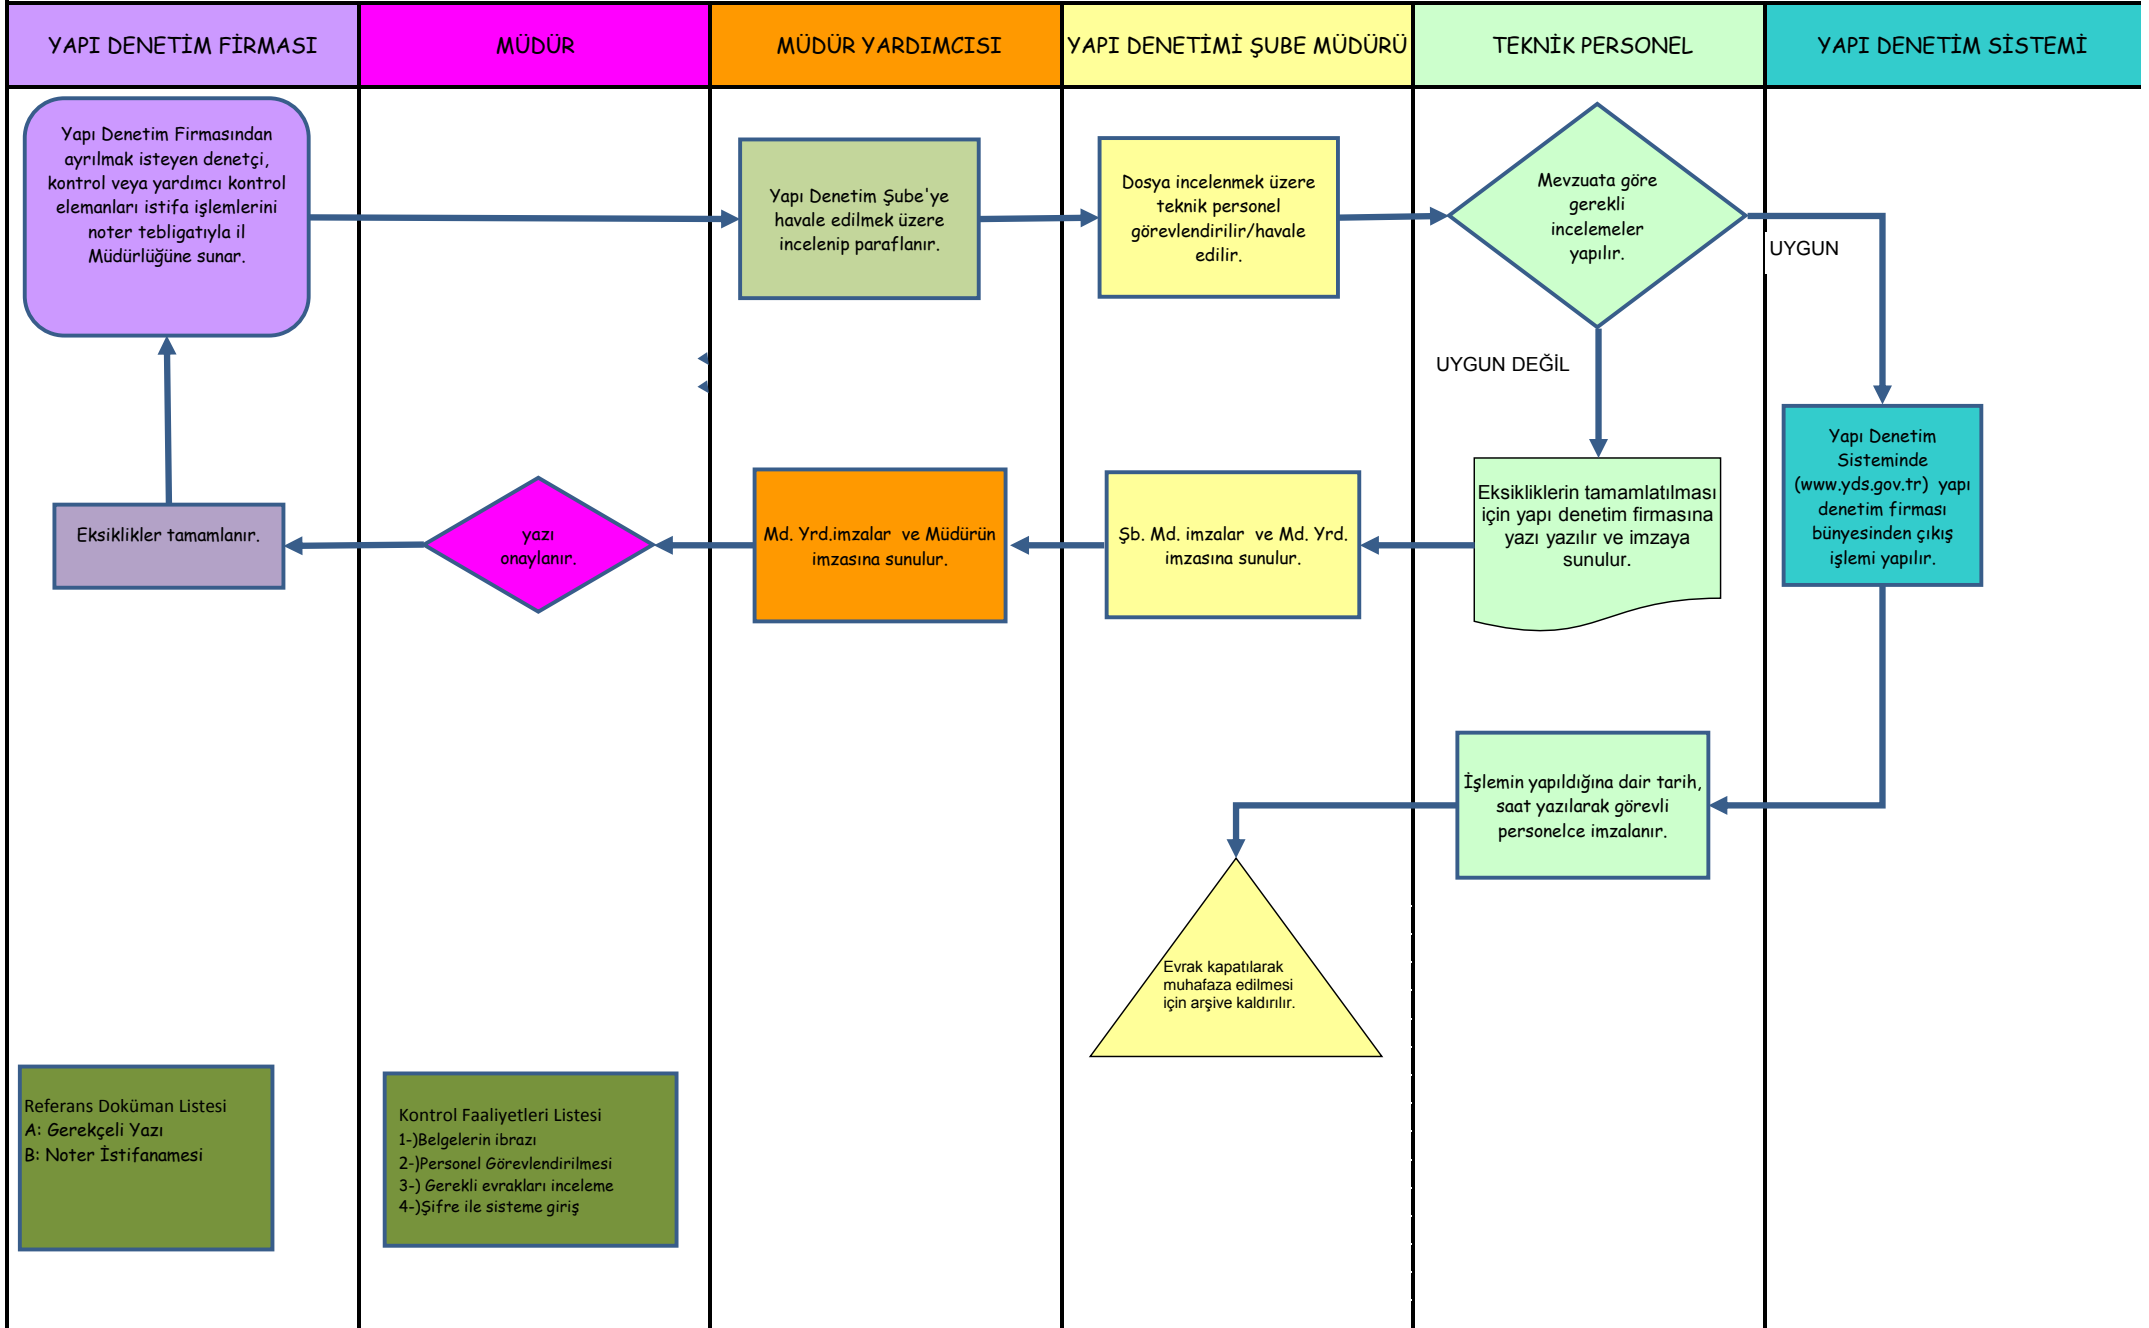 YAPI DENETİM FİRMASI
MÜDÜR
MÜDÜR YARDIMCISI
YAPI DENETİMİ ŞUBE MÜDÜRÜ
TEKNİK PERSONEL
YAPI DENETİM SİSTEMİ
Yapı Denetim Firmasından
ayrılmak isteyen denetçi,
kontrol veya yardımcı kontrol
elemanları istifa işlemlerini
noter tebligatıyla il
Müdürlüğüne sunar.
Yapı Denetim Şube'ye
havale edilmek üzere
incelenip paraflanır.
Dosya incelenmek üzere
teknik personel
görevlendirilir/havale
edilir.
Mevzuata göre
gerekli
incelemeler
yapılır.
UYGUN
UYGUN DEĞİL
Eksiklikler tamamlanır.
yazı
onaylanır.
Md. Yrd.imzalar ve Müdürün
imzasına sunulur.
Şb. Md. imzalar ve Md. Yrd.
imzasına sunulur.
Eksikliklerin tamamlatılması
için yapı denetim firmasına
yazı yazılır ve imzaya
sunulur.
Yapı Denetim
Sisteminde
(www.yds.gov.tr) yapı
denetim firması
bünyesinden çıkış
işlemi yapılır.
İşlemin yapıldığına dair tarih,
saat yazılarak görevli
personelce imzalanır.
Evrak kapatılarak
muhafaza edilmesi
için arşive kaldırılır.
Referans Doküman Listesi
A: Gerekçeli Yazı
B: Noter İstifanamesi
Kontrol Faaliyetleri Listesi
1-)Belgelerin ibrazı
2-)Personel Görevlendirilmesi
3-) Gerekli evrakları inceleme
4-)Şifre ile sisteme giriş